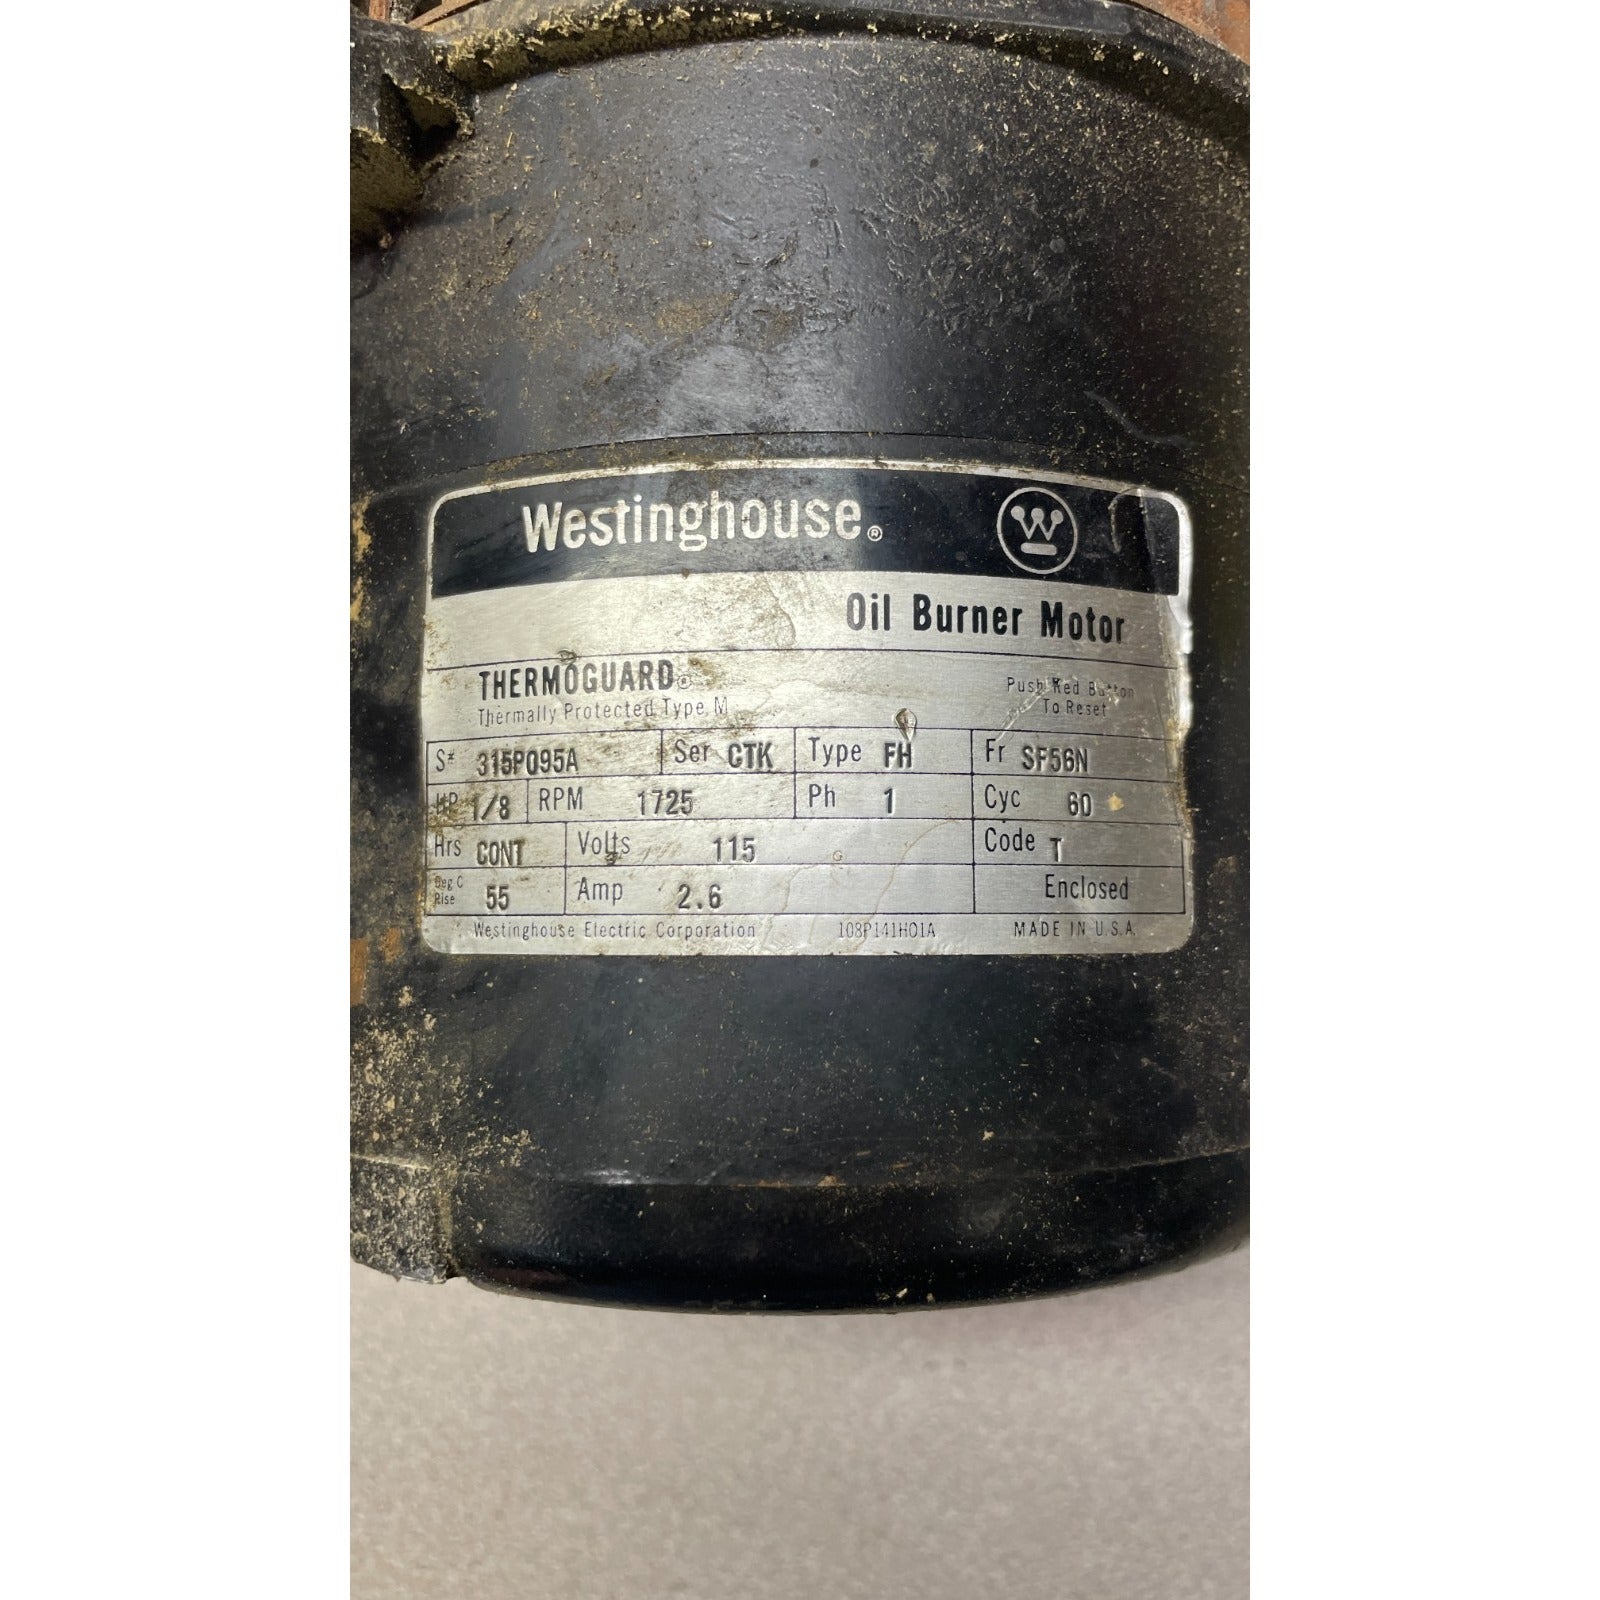 Westinghouse®
W
Oil Burner Motor
THERMOGUARD®
Thermally Protected Type M
Push Red Button
To Reset
S# 315P095A Ser CTK Type FH Fr SF56N
HP 1/8 RPM 1725 Ph 1 Cyc 60
Hrs CONT Volts 115 Code T
Deg C
Rise 55 Amp 2.6 Enclosed
Westinghouse Electric Corporation 108P141H01A MADE IN U.S.A.